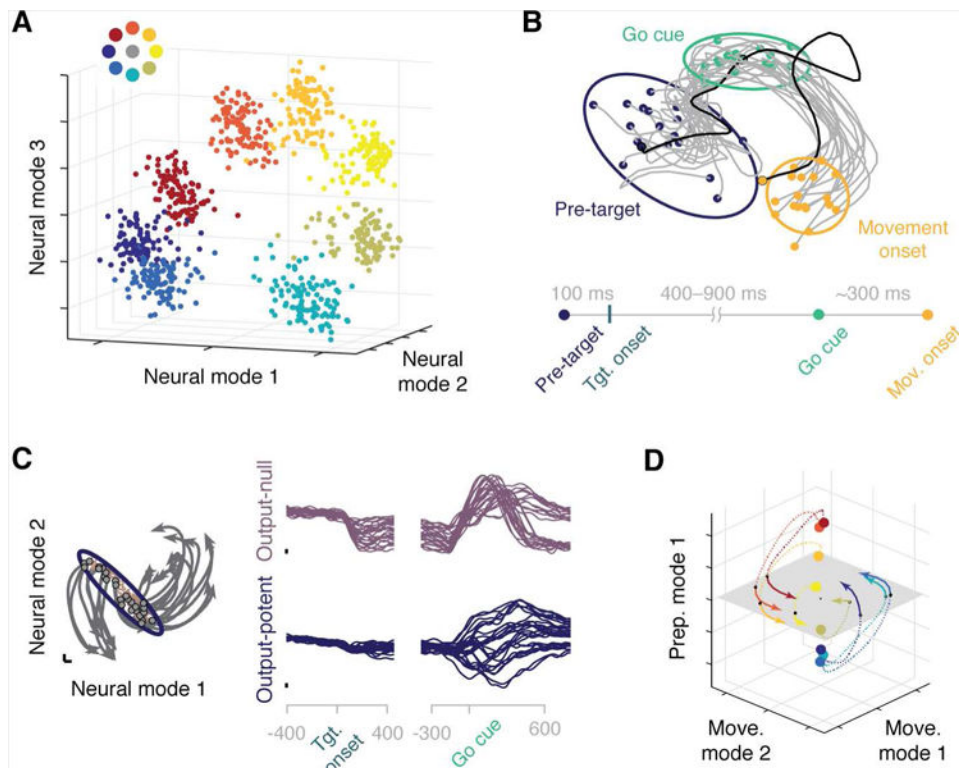 A
Neural mode 3
Neural mode 1
Neural
mode 2
B
Go cue
Pre-target
Movement
onset
100 ms
400–900 ms
~300 ms
Pre-target
Tgt. onset
Go cue
Mov. onset
C
Neural mode 2
Neural mode 1
Output-null
Output-potent
-400
Tgt.
onset
400
-300
Go cue
600
D
Prep. mode 1
Move.
mode 2
Move.
mode 1